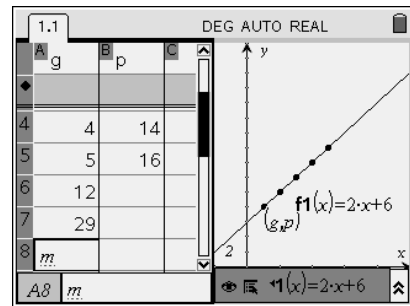 1.1 DEG AUTO REAL
A g B p C
4 4 14
5 5 16
6 12
7 29
8 m
A8 m
y
f1(x)=2·x+6
(g,p)
2
x
f1(x)=2·x+6